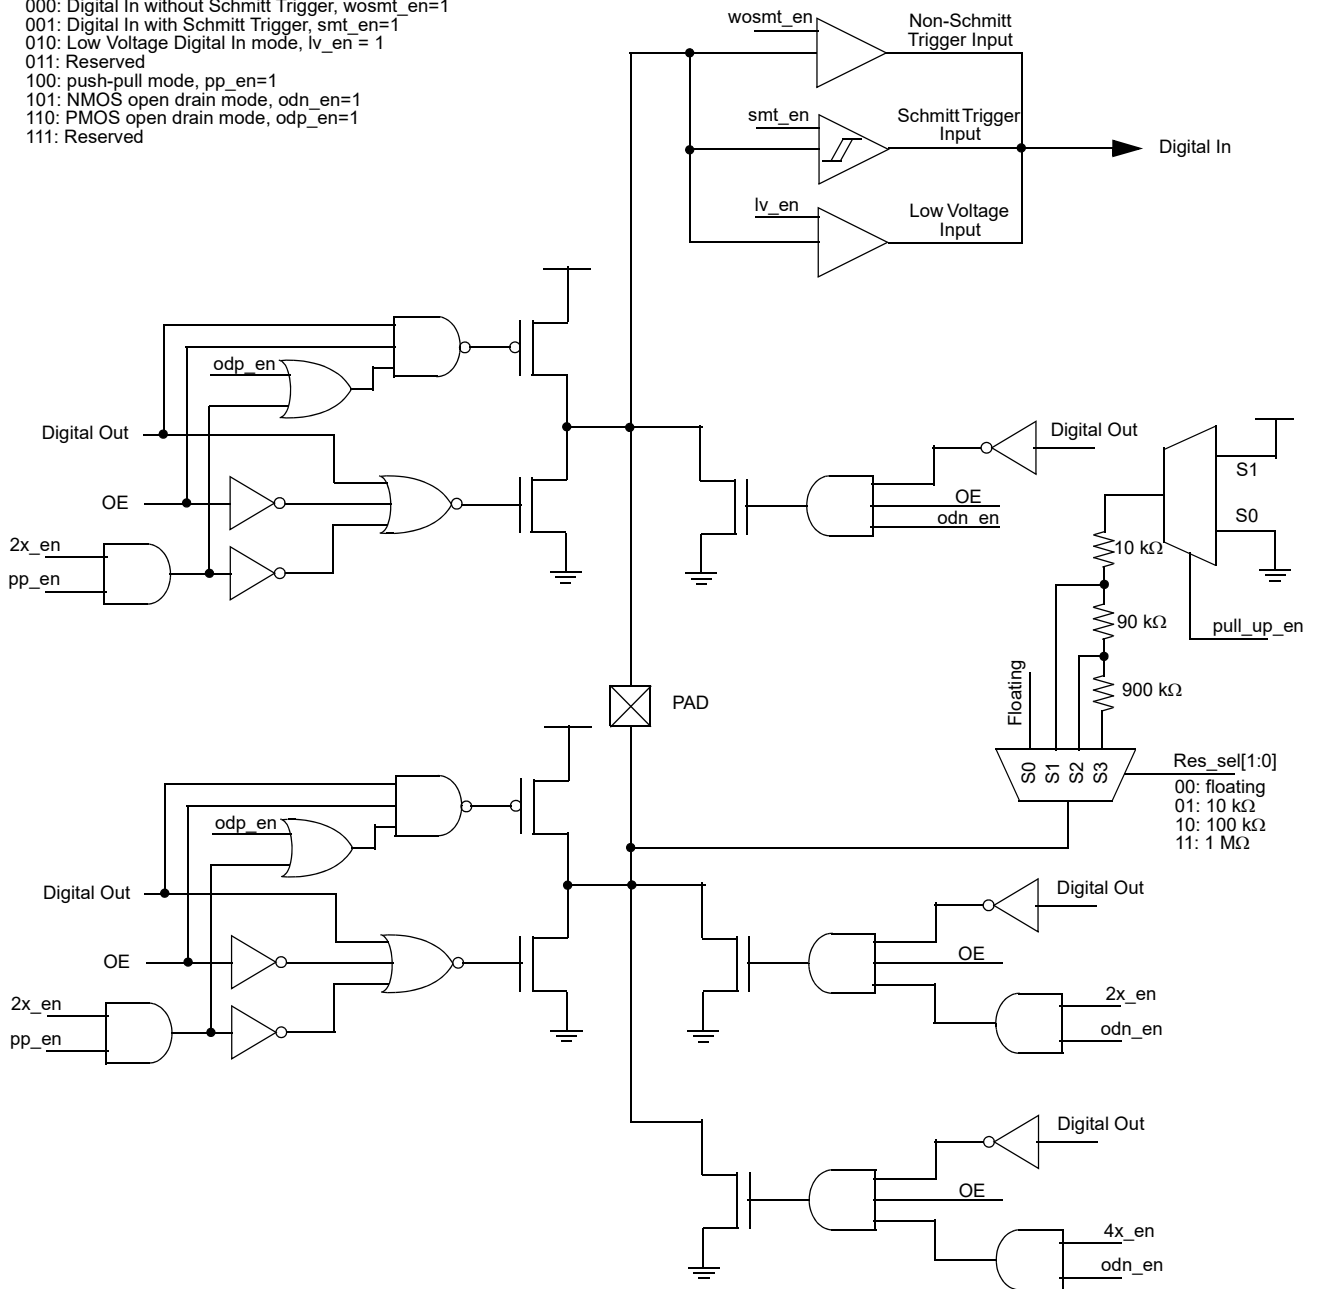 000: Digital In without Schmitt Trigger, wosmt_en=1
001: Digital In with Schmitt Trigger, smt_en=1
010: Low Voltage Digital In mode, lv_en = 1
011: Reserved
100: push-pull mode, pp_en=1
101: NMOS open drain mode, odn_en=1
110: PMOS open drain mode, odp_en=1
111: Reserved
wosmt_en
Non-Schmitt
Trigger Input
smt_en
Schmitt Trigger
Input
Digital In
lv_en
Low Voltage
Input
odp_en
Digital Out
OE
2x_en
pp_en
Digital Out
OE
odn_en
S1
S0
10 kΩ
90 kΩ
pull_up_en
900 kΩ
Floating
S0
S1
S2
S3
Res_sel[1:0]
00: floating
01: 10 kΩ
10: 100 kΩ
11: 1 MΩ
PAD
odp_en
Digital Out
OE
2x_en
pp_en
Digital Out
OE
2x_en
odn_en
Digital Out
OE
4x_en
odn_en